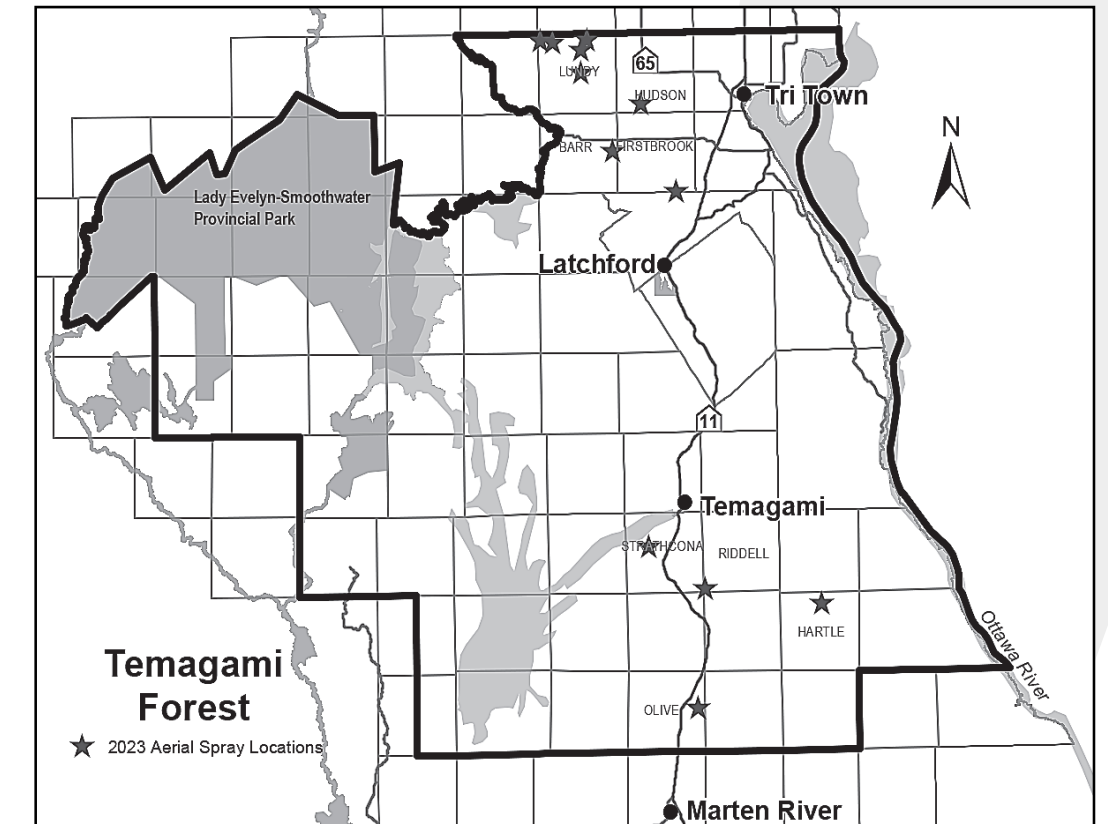 65
LUNDY
HUDSON
Tri Town
N
BARR
FIRSTBROOK
Lady Evelyn-Smoothwater
Provincial Park
Latchford
11
Temagami
STRATHCONA
RIDDELL
HARTLE
Ottawa River
Temagami
Forest
OLIVE
2023 Aerial Spray Locations
Marten River